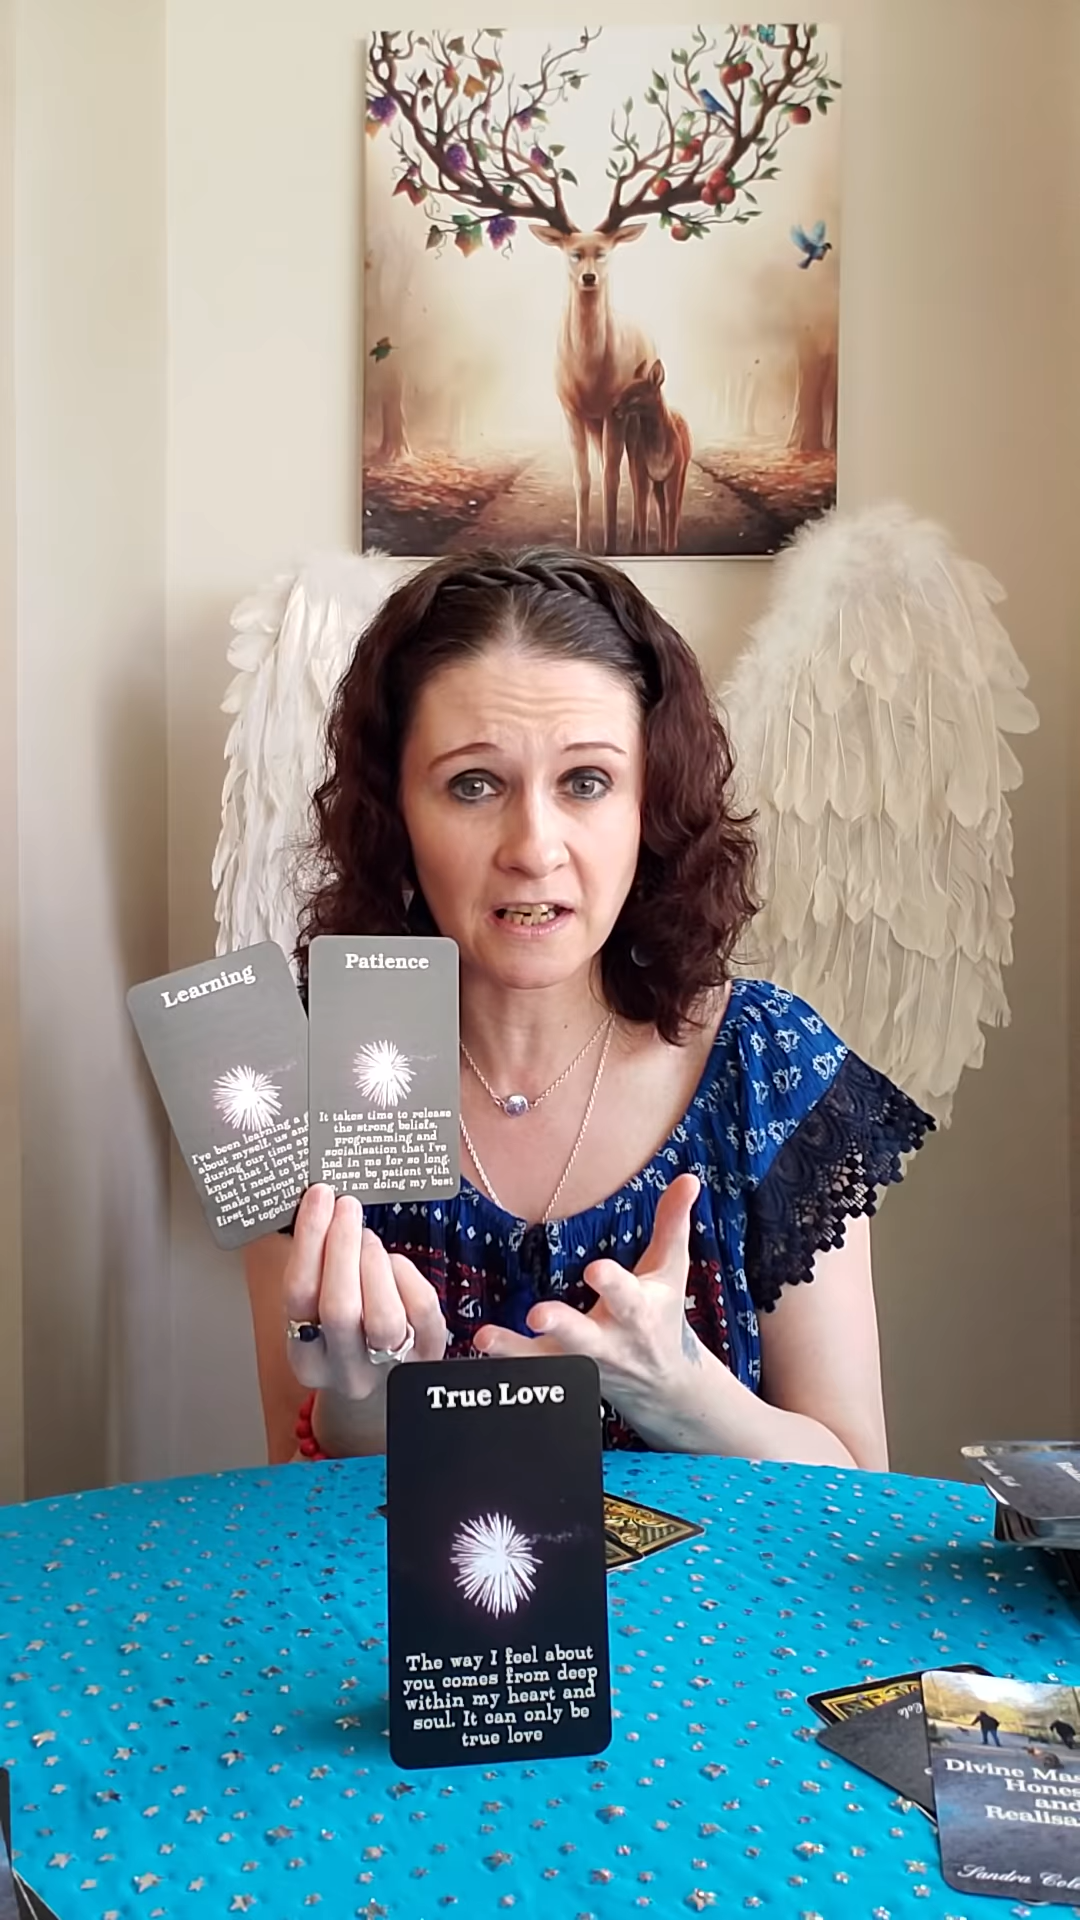 Learning
I've been learning a
about myself, us and
during our time ap
know that I love yo
that I need to
make various
first in my life
be together
Patience
It takes time to release
the strong beliefs,
programming and
socialisation that I've
had in me for so long.
Please be patient with
I am doing my best
True Love
The way I feel about
you comes from deep
within my heart and
soul. It can only be
true love
Cole
Divine Mas
Hones
and
Realisa
Sandra Cole